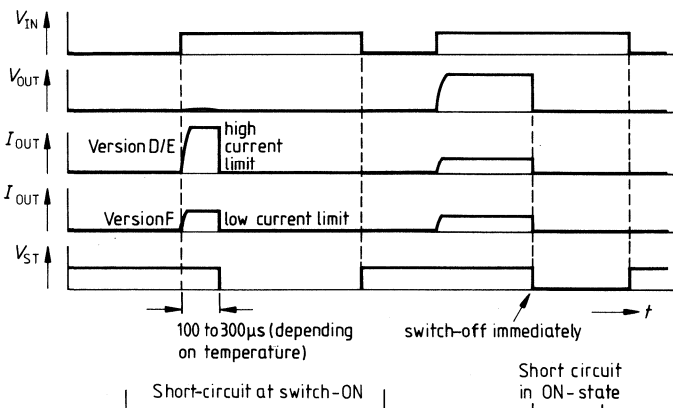 VIN
VOUT
IOUT
Version D/E
high
current
limit
IOUT
Version F
low current limit
VST
t
100 to 300µs (depending
on temperature)
switch-off immediately
Short-circuit at switch-ON
Short circuit
in ON-state